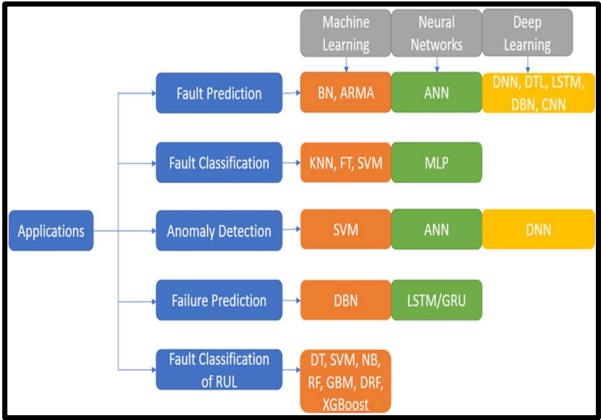 Machine
Learning
Neural
Networks
Deep
Learning
Fault Prediction
BN, ARMA
ANN
DNN, DTL, LSTM,
DBN, CNN
Fault Classification
KNN, FT, SVM
MLP
Applications
Anomaly Detection
SVM
ANN
DNN
Failure Prediction
DBN
LSTM/GRU
Fault Classification
of RUL
DT, SVM, NB,
RF, GBM, DRF,
XGBoost